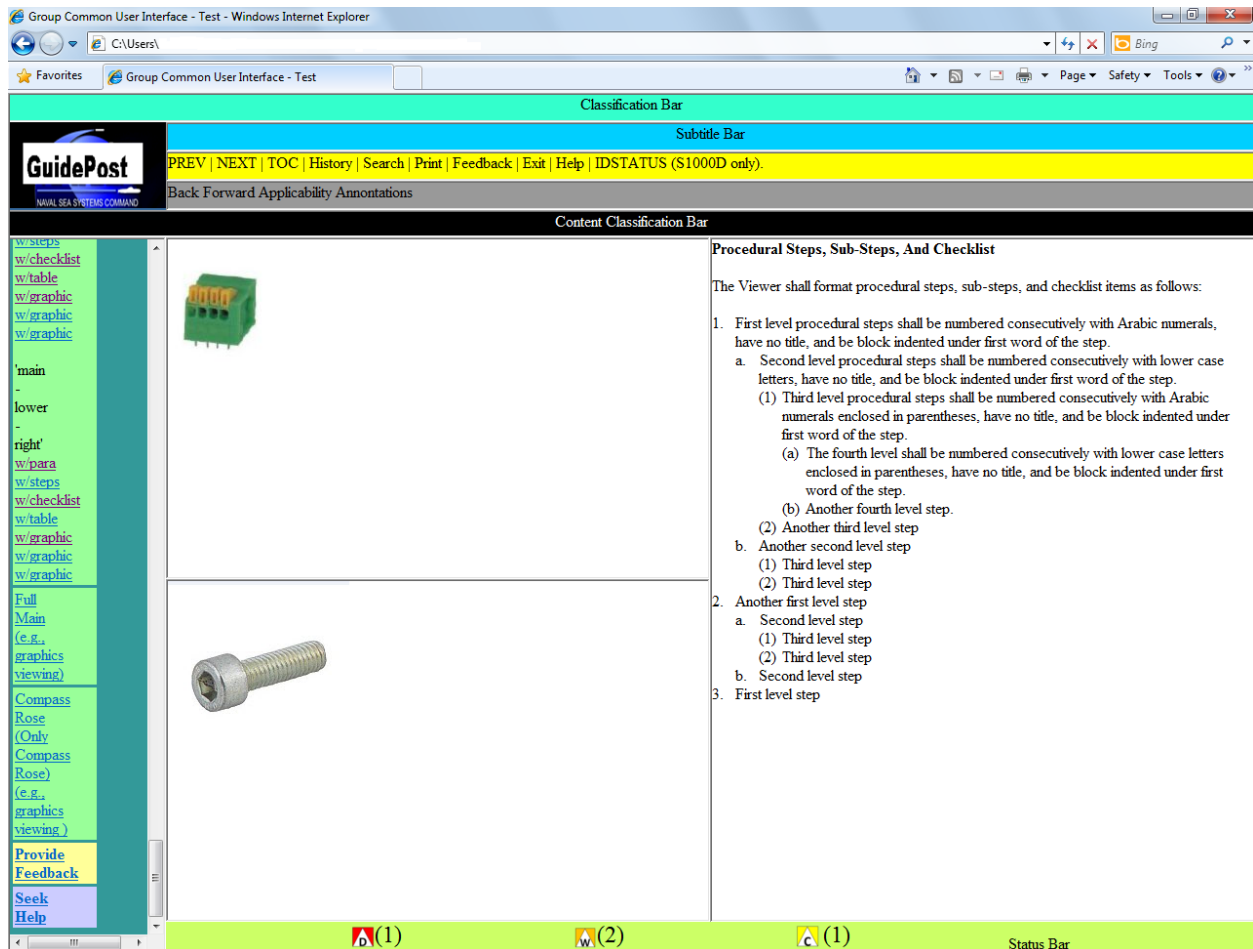 Group Common User Interface - Test - Windows Internet Explorer
C:\Users\
Bing
Favorites
Group Common User Interface - Test
Page
Safety
Tools
Classification Bar
GuidePost
NAVAL SEA SYSTEMS COMMAND
Subtitle Bar
PREV | NEXT | TOC | History | Search | Print | Feedback | Exit | Help | IDSTATUS (S1000D only).
Back Forward Applicability Annontations
Content Classification Bar
w/steps
w/checklist
w/table
w/graphic
w/graphic
w/graphic
'main
-
lower
-
right'
w/para
w/steps
w/checklist
w/table
w/graphic
w/graphic
w/graphic
Full
Main
(e.g.,
graphics
viewing)
Compass
Rose
(Only
Compass
Rose)
(e.g.,
graphics
viewing )
Provide
Feedback
Seek
Help
Procedural Steps, Sub-Steps, And Checklist
The Viewer shall format procedural steps, sub-steps, and checklist items as follows:
1. First level procedural steps shall be numbered consecutively with Arabic numerals,
have no title, and be block indented under first word of the step.
a. Second level procedural steps shall be numbered consecutively with lower case
letters, have no title, and be block indented under first word of the step.
(1) Third level procedural steps shall be numbered consecutively with Arabic
numerals enclosed in parentheses, have no title, and be block indented under
first word of the step.
(a) The fourth level shall be numbered consecutively with lower case letters
enclosed in parentheses, have no title, and be block indented under first
word of the step.
(b) Another fourth level step.
(2) Another third level step
b. Another second level step
(1) Third level step
(2) Third level step
2. Another first level step
a. Second level step
(1) Third level step
(2) Third level step
b. Second level step
3. First level step
D (1)
W (2)
C (1)
Status Bar